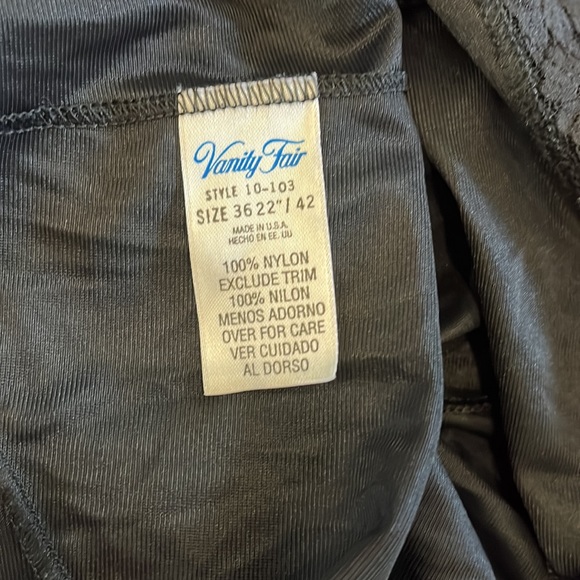 Vanity Fair
STYLE 10-103
SIZE 36 22"/ 42
MADE IN U.S.A.
HECHO EN EE. UU
100% NYLON
EXCLUDE TRIM
100% NILON
MENOS ADORNO
OVER FOR CARE
VER CUIDADO
AL DORSO